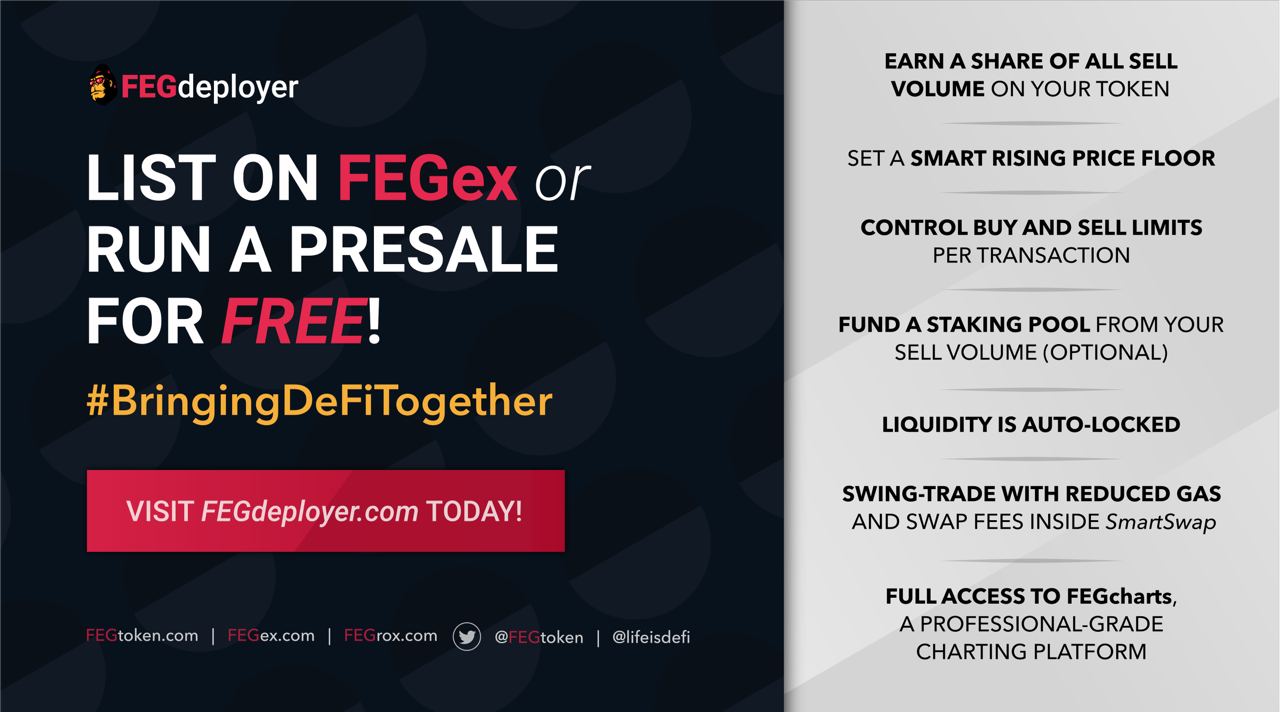 FEGdeployer
LIST ON FEGex or
RUN A PRESALE
FOR FREE!
#BringingDeFiTogether
VISIT FEGdeployer.com TODAY!
FEGtoken.com | FEGex.com | FEGrox.com @FEGtoken | @lifeisdefi
EARN A SHARE OF ALL SELL
VOLUME ON YOUR TOKEN
SET A SMART RISING PRICE FLOOR
CONTROL BUY AND SELL LIMITS
PER TRANSACTION
FUND A STAKING POOL FROM YOUR
SELL VOLUME (OPTIONAL)
LIQUIDITY IS AUTO-LOCKED
SWING-TRADE WITH REDUCED GAS
AND SWAP FEES INSIDE SmartSwap
FULL ACCESS TO FEGcharts,
A PROFESSIONAL-GRADE
CHARTING PLATFORM